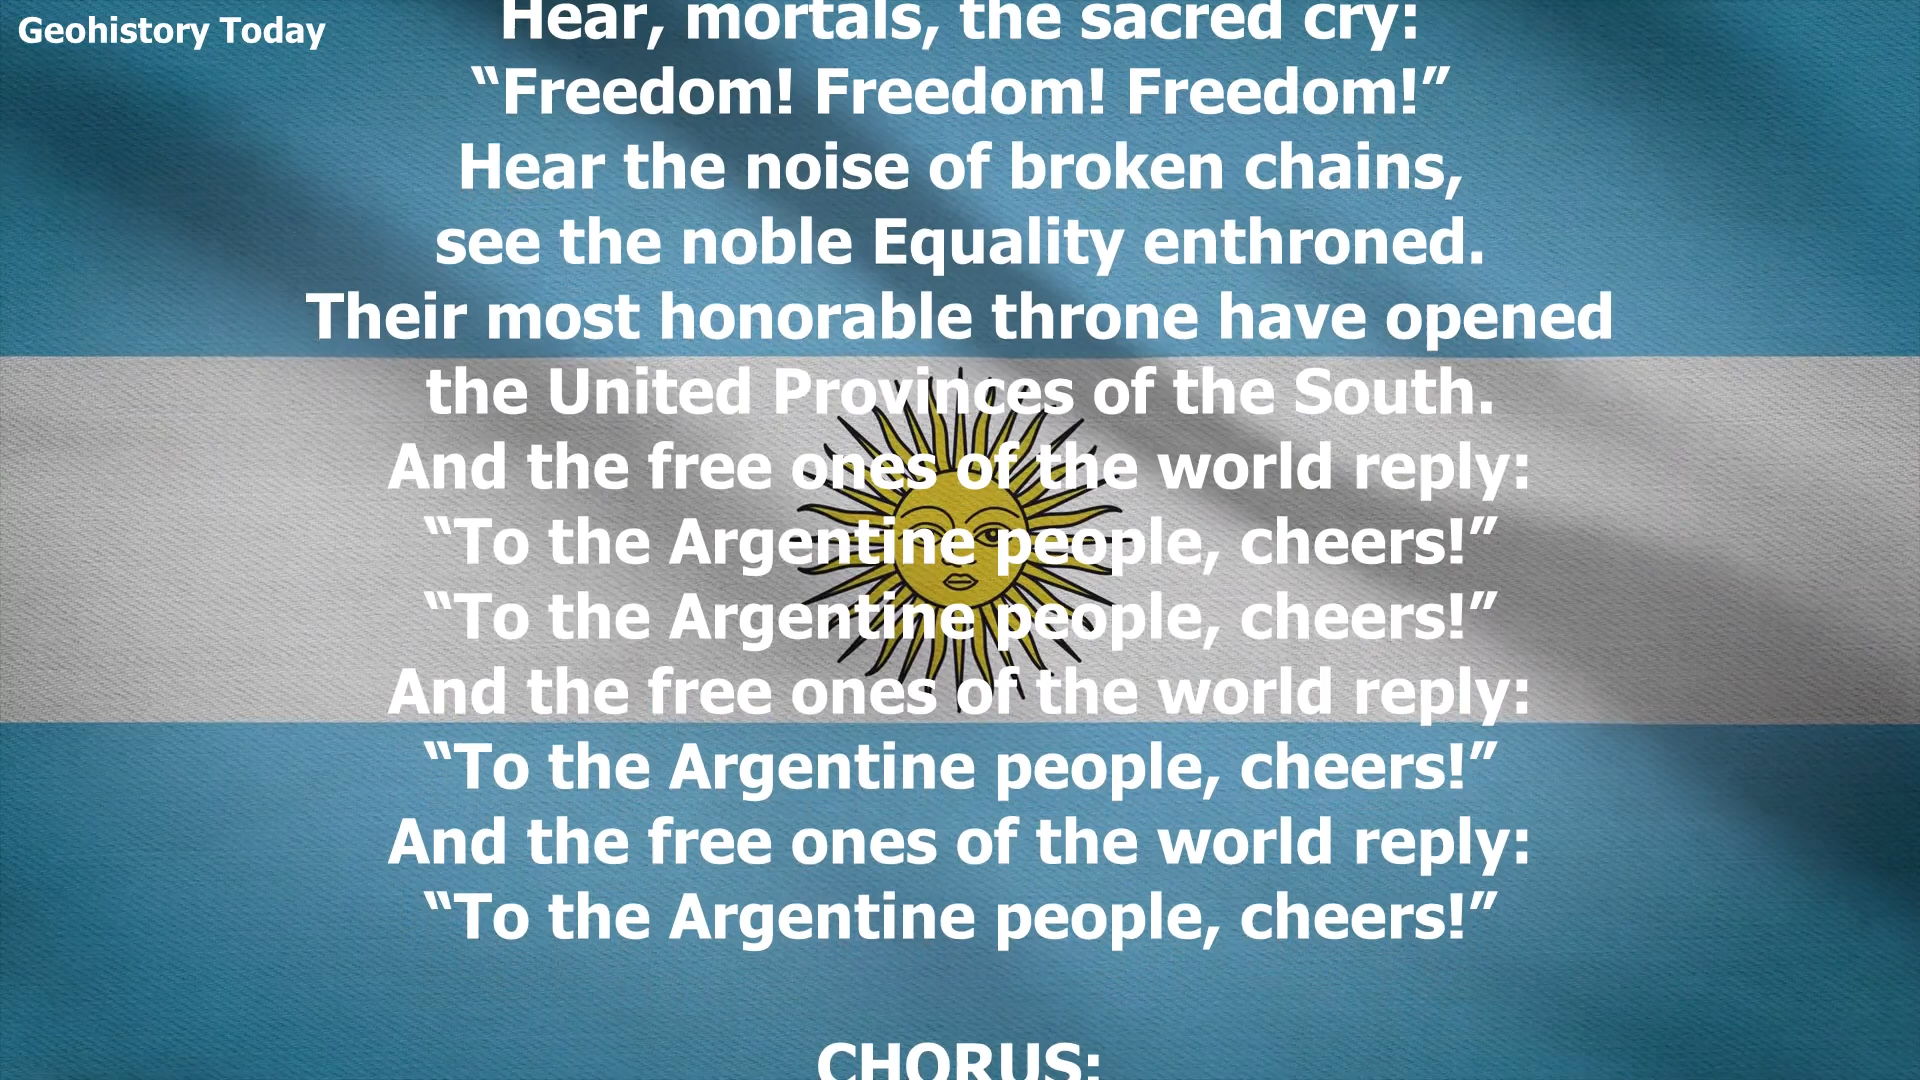 Geohistory Today
Hear, mortals, the sacred cry:
“Freedom! Freedom! Freedom!”
Hear the noise of broken chains,
see the noble Equality enthroned.
Their most honorable throne have opened
the United Provinces of the South.
And the free ones of the world reply:
“To the Argentine people, cheers!”
“To the Argentine people, cheers!”
And the free ones of the world reply:
“To the Argentine people, cheers!”
And the free ones of the world reply:
“To the Argentine people, cheers!”
CHORUS: